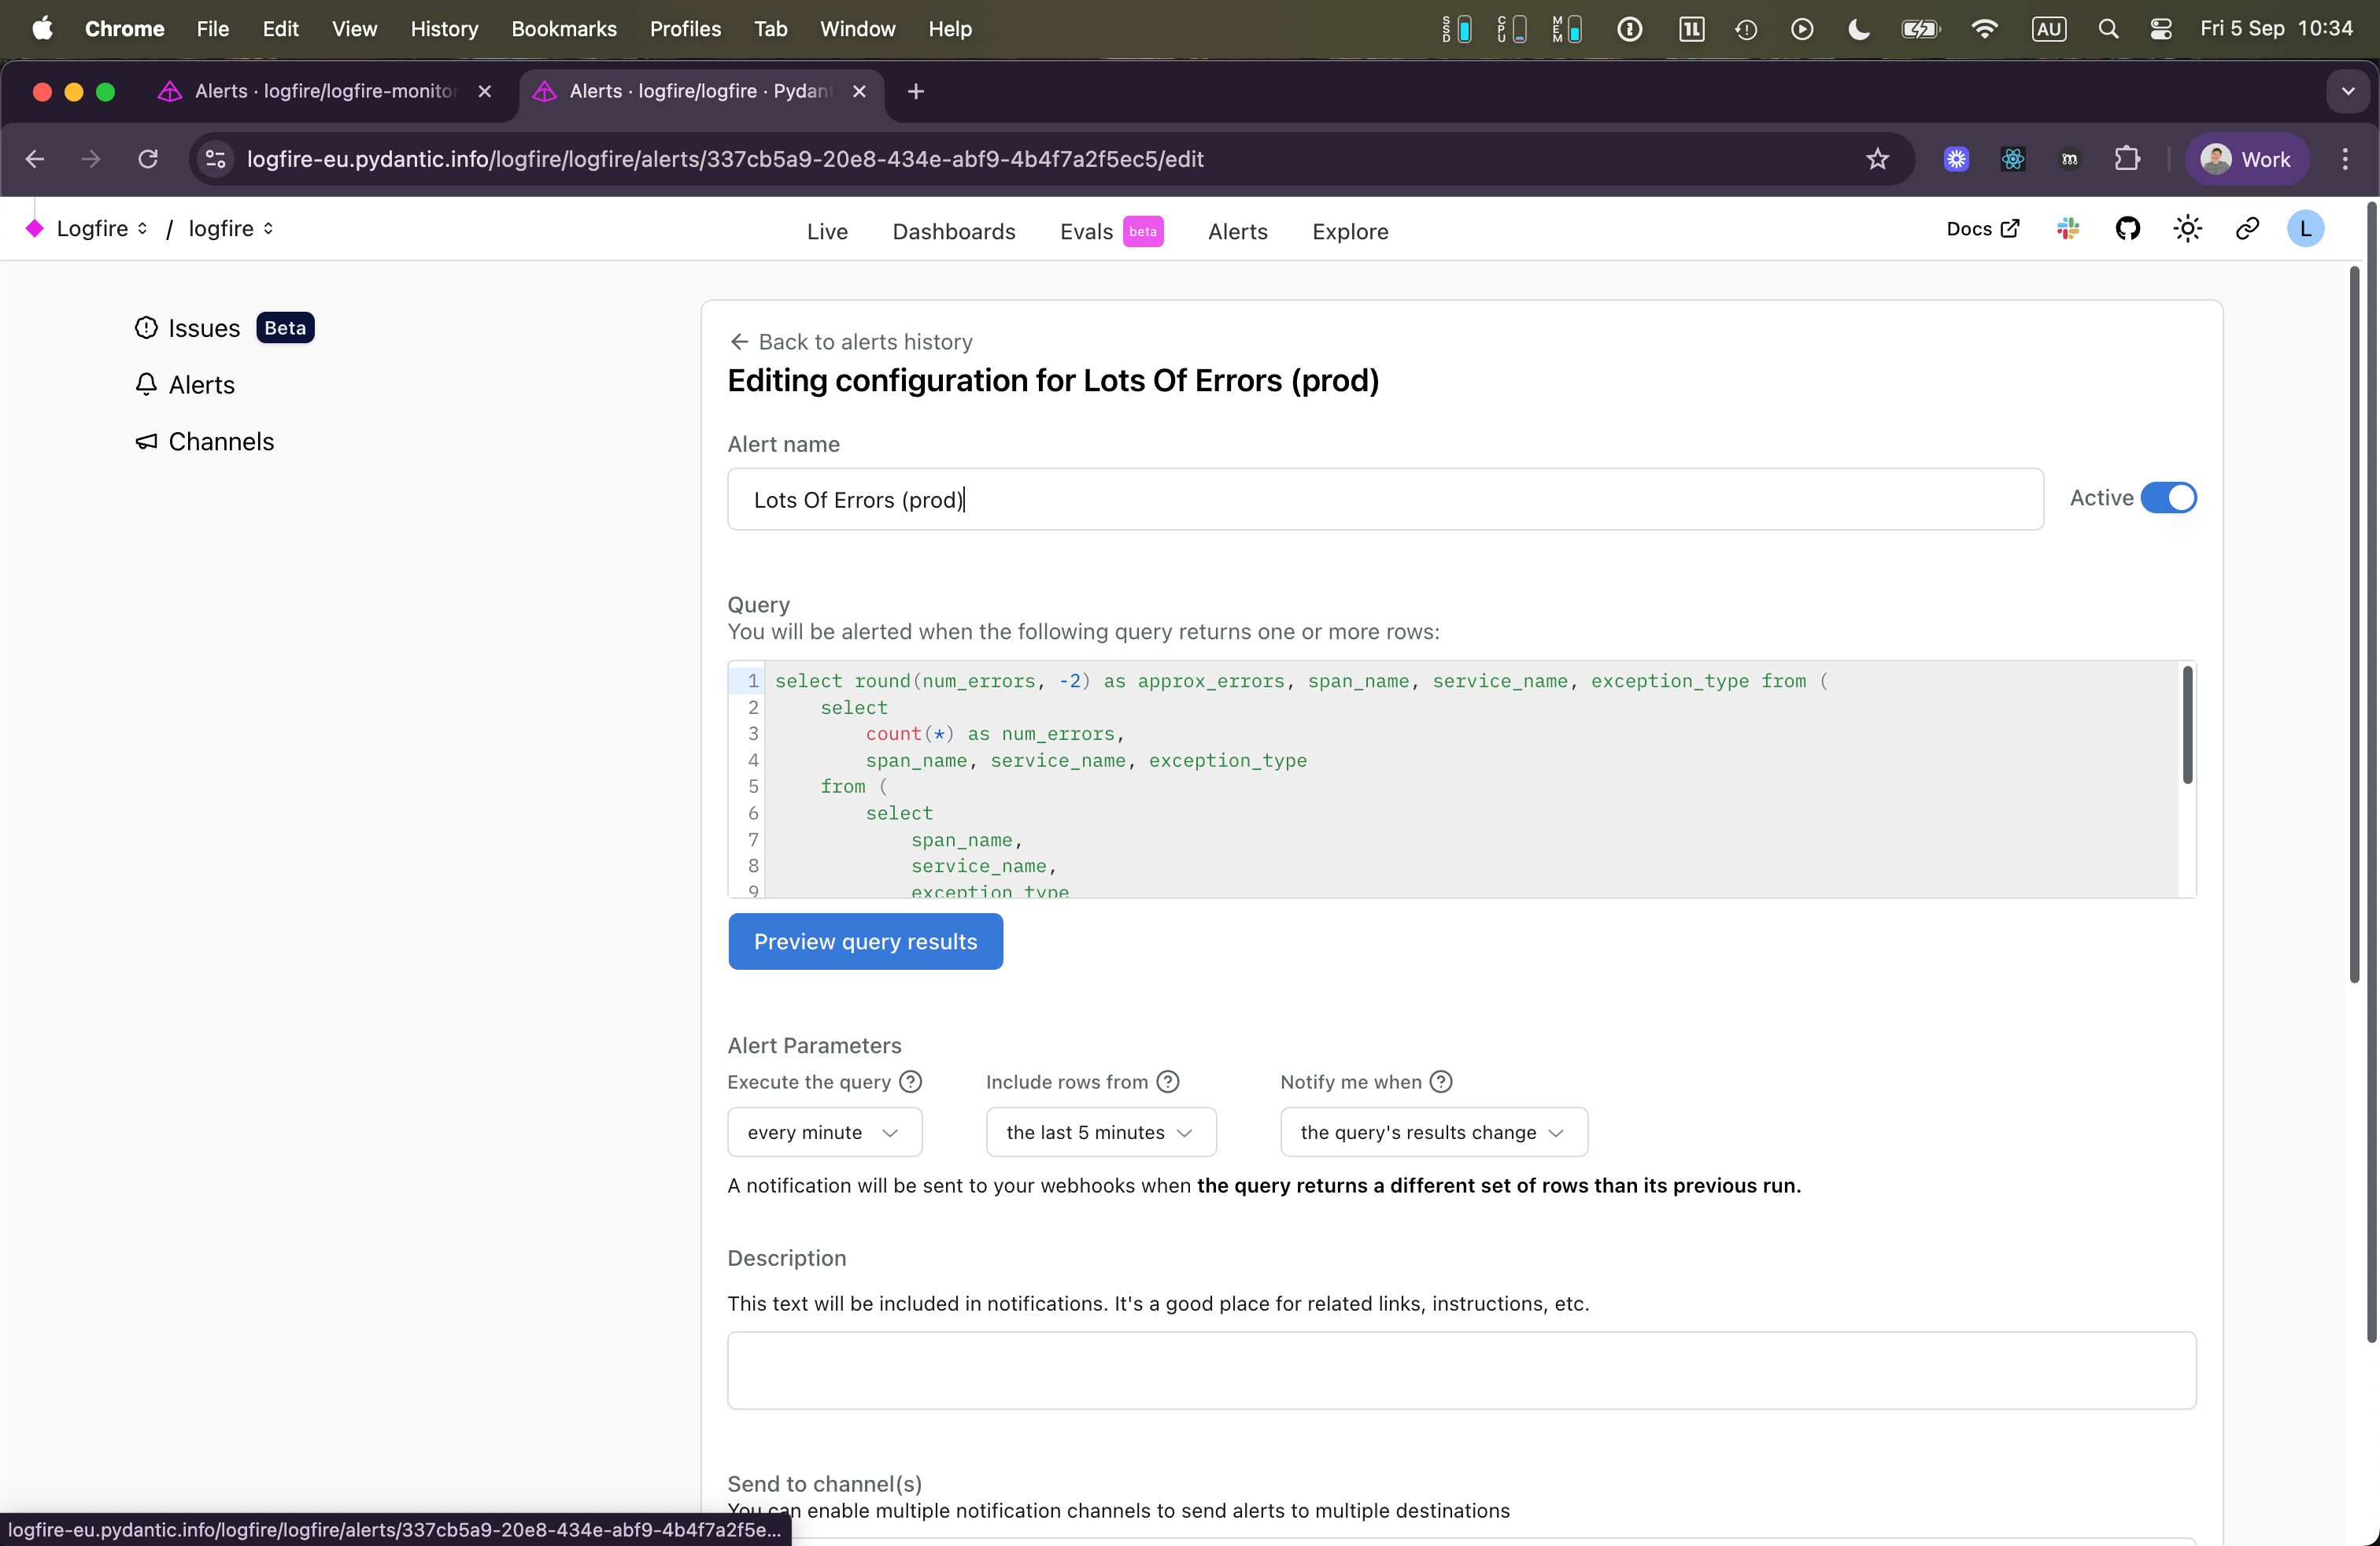 Chrome File Edit View History Bookmarks Profiles Tab Window Help SSD CPU MEM AU Fri 5 Sep 10:34
Alerts · logfire/logfire-monitor
Alerts · logfire/logfire · Pydant
logfire-eu.pydantic.info/logfire/logfire/alerts/337cb5a9-20e8-434e-abf9-4b4f7a2f5ec5/edit
Work
Logfire / logfire
Live Dashboards Evals beta Alerts Explore
Docs
L
Issues Beta
Alerts
Channels
Back to alerts history
Editing configuration for Lots Of Errors (prod)
Alert name
Lots Of Errors (prod)
Active
Query
You will be alerted when the following query returns one or more rows:
1 select round(num_errors, -2) as approx_errors, span_name, service_name, exception_type from (
2 select
3 count(*) as num_errors,
4 span_name, service_name, exception_type
5 from (
6 select
7 span_name,
8 service_name,
9 exception_type
Preview query results
Alert Parameters
Execute the query ? Include rows from ? Notify me when ?
every minute the last 5 minutes the query's results change
A notification will be sent to your webhooks when the query returns a different set of rows than its previous run.
Description
This text will be included in notifications. It's a good place for related links, instructions, etc.
Send to channel(s)
You can enable multiple notification channels to send alerts to multiple destinations
logfire-eu.pydantic.info/logfire/logfire/alerts/337cb5a9-20e8-434e-abf9-4b4f7a2f5e...